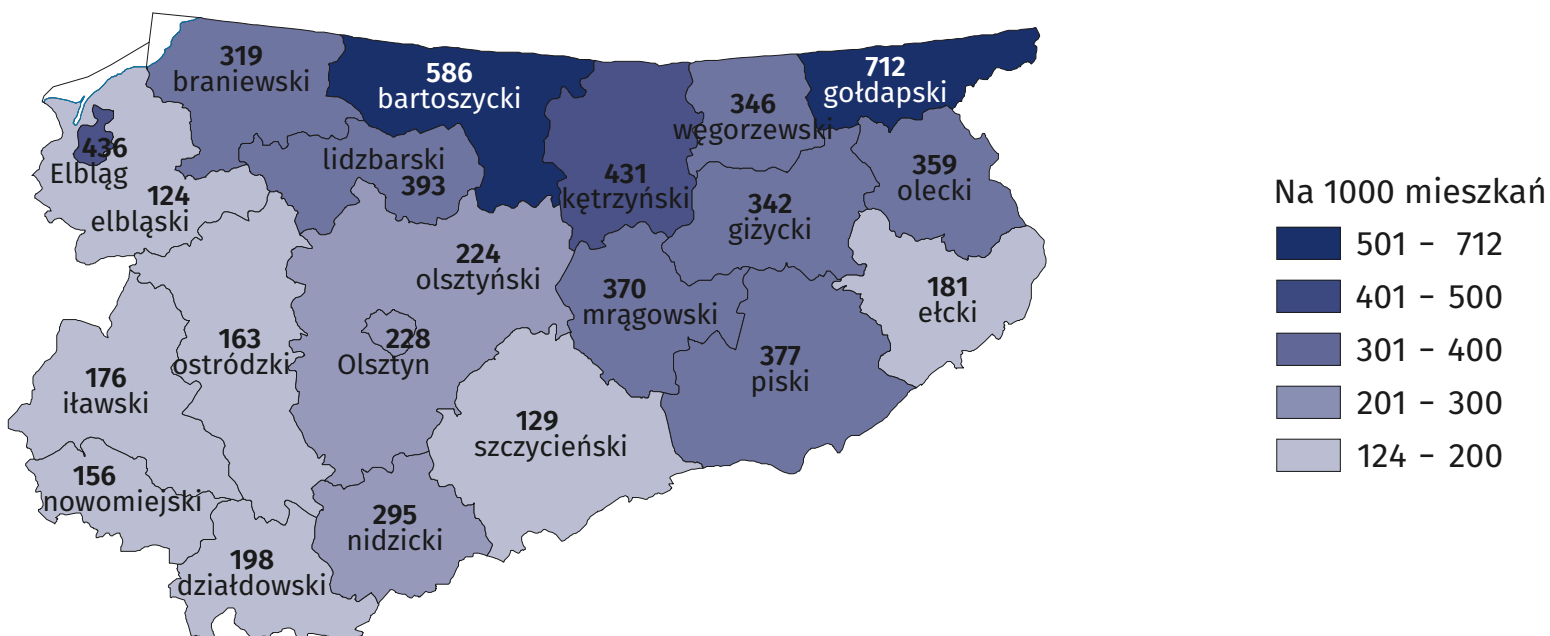 319
braniewski
586
bartoszycki
712
gołdapski
346
węgorzewski
436
Elbląg
124
elbląski
lidzbarski
393
431
kętrzyński
359
olecki
342
giżycki
224
olsztyński
370
mrągowski
181
ełcki
163
ostródzki
228
Olsztyn
377
piski
176
iławski
129
szczycieński
156
nowomiejski
295
nidzicki
198
działdowski
Na 1000 mieszkań
501 – 712
401 – 500
301 – 400
201 – 300
124 – 200